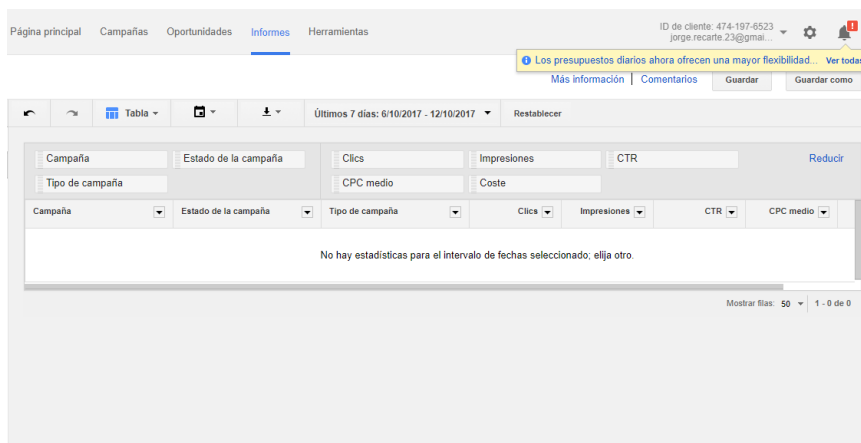 Página principal Campañas Oportunidades Informes Herramientas
ID de cliente: 474-197-6523
jorge.recarte.23@gmai...
!
Los presupuestos diarios ahora ofrecen una mayor flexibilidad... Ver todas
Más información Comentarios Guardar Guardar como
Tabla Últimos 7 días: 6/10/2017 - 12/10/2017 Restablecer
Campaña Estado de la campaña Clics Impresiones CTR Reducir
Tipo de campaña CPC medio Coste
Campaña Estado de la campaña Tipo de campaña Clics Impresiones CTR CPC medio
No hay estadísticas para el intervalo de fechas seleccionado; elija otro.
Mostrar filas: 50 1 - 0 de 0